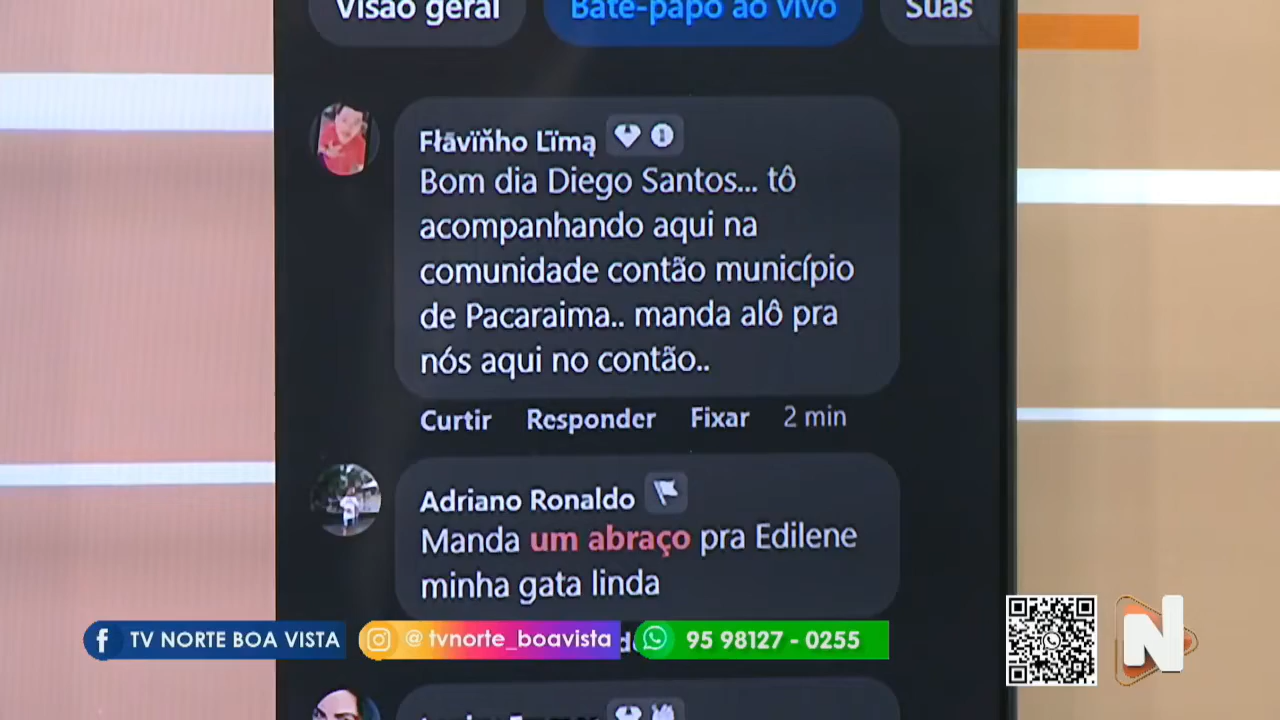 Visão geral
Bate-papo ao vivo
Suas
Fłāvïňho Lïmą
Bom dia Diego Santos... tô
acompanhando aqui na
comunidade contão município
de Pacaraima.. manda alô pra
nós aqui no contão..
Curtir Responder Fixar 2 min
Adriano Ronaldo
Manda um abraço pra Edilene
minha gata linda
TV NORTE BOA VISTA
@tvnorte_boavista
95 98127 - 0255
N